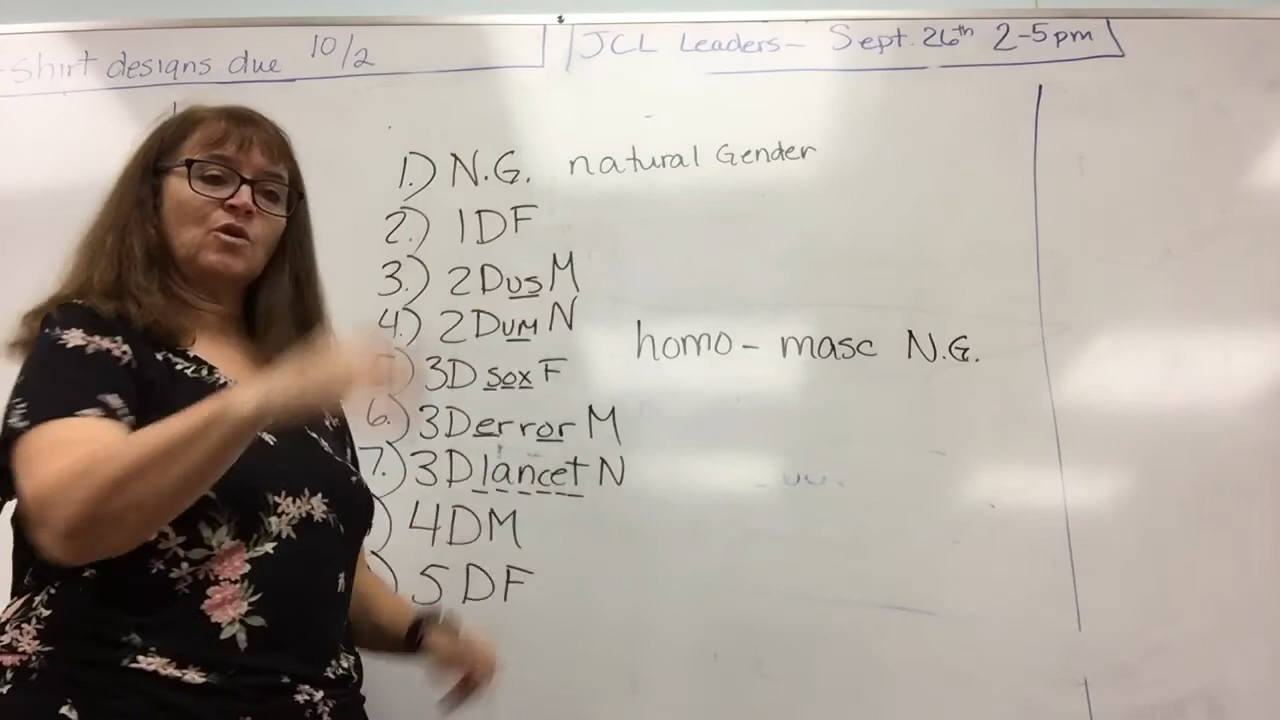 Shirt designs due 10/2
JCL Leaders- Sept. 26th 2-5pm
1.) N.G. natural Gender
2.) 1DF
3.) 2DusM
4.) 2DumN
homo - masc N.G.
) 3DsoxF
6.) 3DerrorM
7.) 3DlancetN
) 4DM
) 5DF